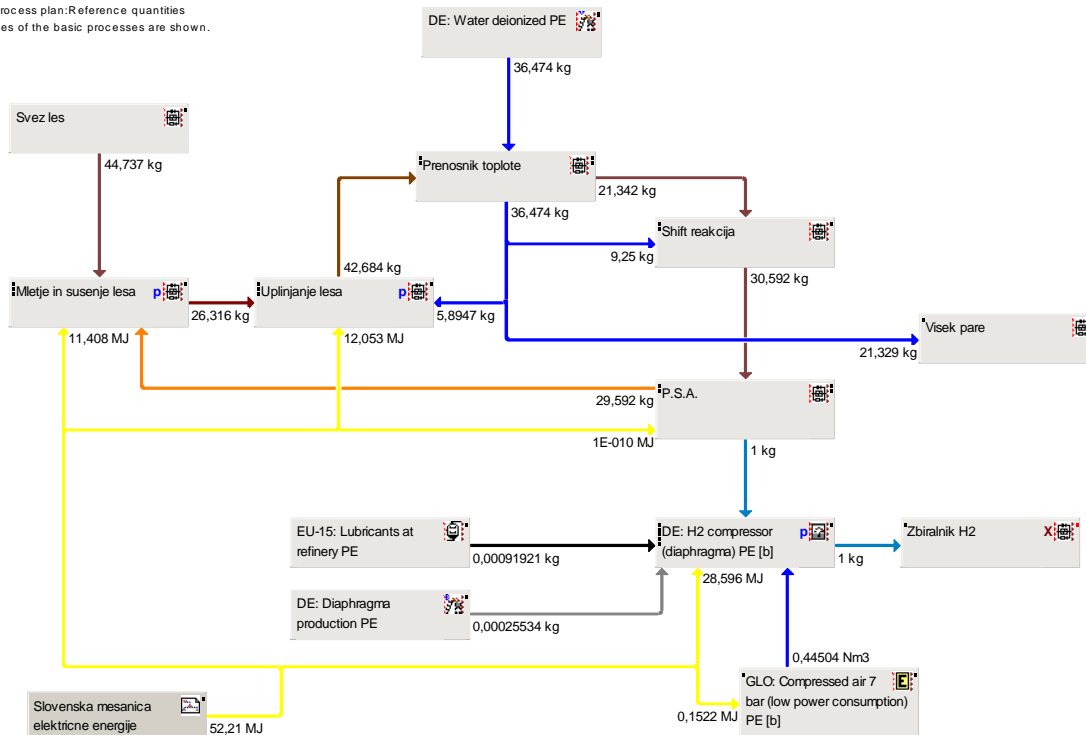 rocess plan:Reference quantities
es of the basic processes are shown.
DE: Water deionized PE
36,474 kg
Svez les
44,737 kg
Prenosnik toplote
21,342 kg
36,474 kg
Shift reakcija
9,25 kg
30,592 kg
42,684 kg
Mletje in susenje lesa
p
26,316 kg
11,408 MJ
Uplinjanje lesa
p
5,8947 kg
12,053 MJ
Visek pare
21,329 kg
P.S.A.
29,592 kg
1E-010 MJ
1 kg
EU-15: Lubricants at
refinery PE
0,00091921 kg
DE: H2 compressor
(diaphragma) PE [b]
p
1 kg
28,596 MJ
Zbiralnik H2
X
DE: Diaphragma
production PE
0,00025534 kg
0,44504 Nm3
GLO: Compressed air 7
bar (low power consumption)
PE [b]
E
0,1522 MJ
Slovenska mesanica
elektricne energije
52,21 MJ